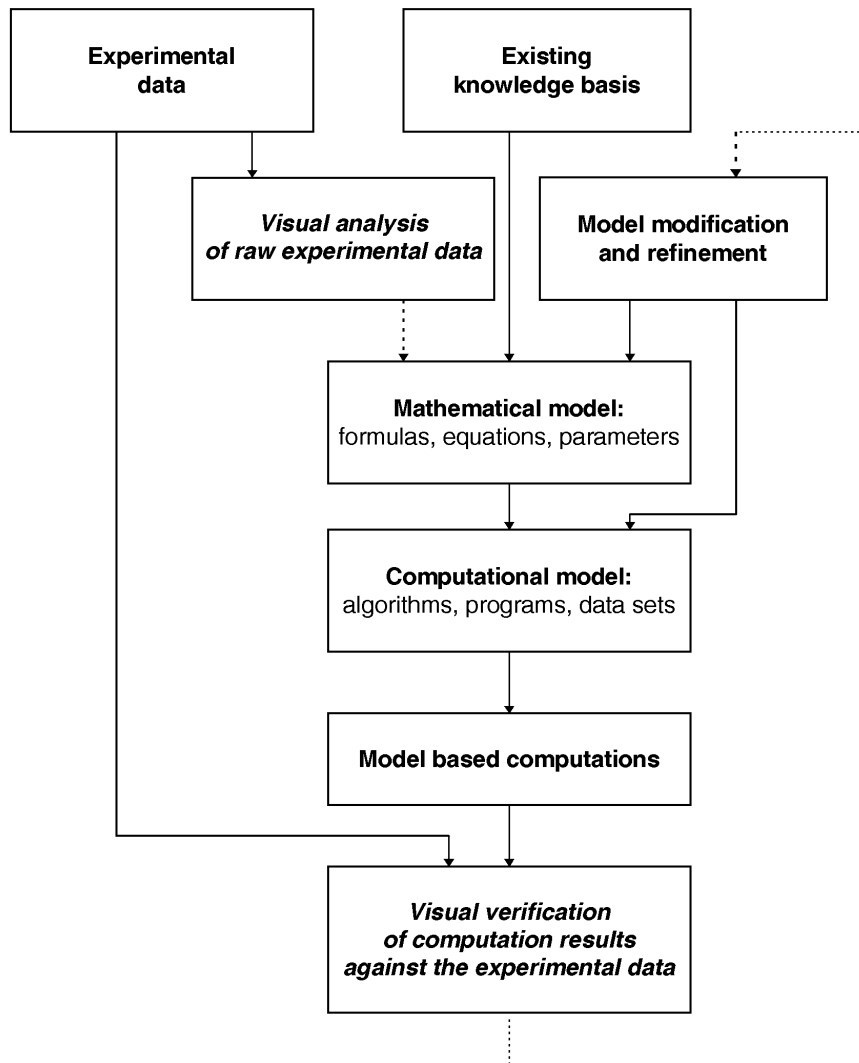 Experimental
data
Existing
knowledge basis
Visual analysis
of raw experimental data
Model modification
and refinement
Mathematical model:
formulas, equations, parameters
Computational model:
algorithms, programs, data sets
Model based computations
Visual verification
of computation results
against the experimental data